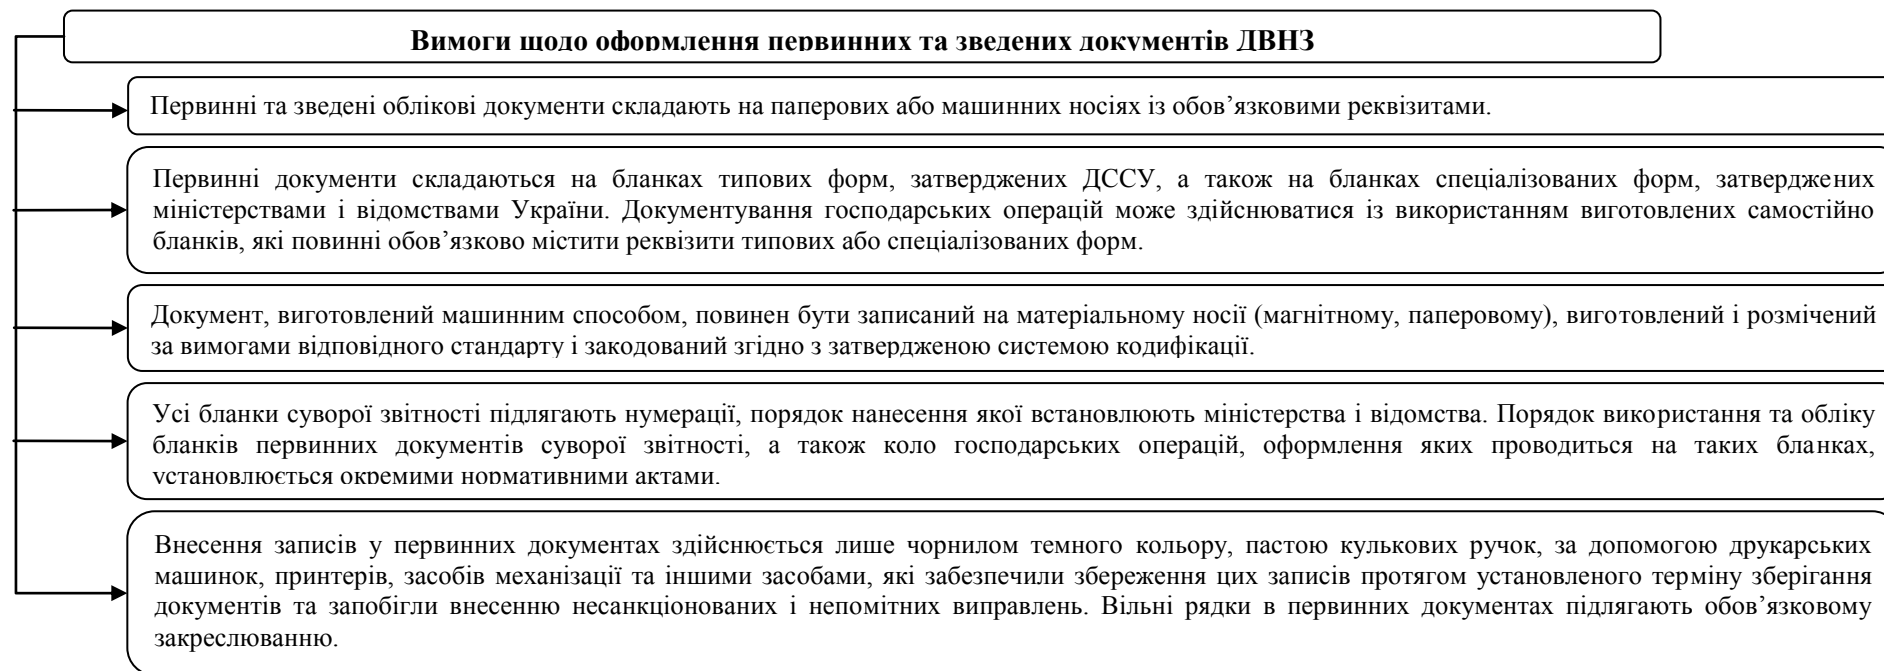 Вимоги щодо оформлення первинних та зведених документів ДВНЗ
Первинні та зведені облікові документи складають на паперових або машинних носіях із обов’язковими реквізитами.
Первинні документи складаються на бланках типових форм, затверджених ДССУ, а також на бланках спеціалізованих форм, затверджених
міністерствами і відомствами України. Документування господарських операцій може здійснюватися із використанням виготовлених самостійно
бланків, які повинні обов’язково містити реквізити типових або спеціалізованих форм.
Документ, виготовлений машинним способом, повинен бути записаний на матеріальному носії (магнітному, паперовому), виготовлений і розмічений
за вимогами відповідного стандарту і закодований згідно з затвердженою системою кодифікації.
Усі бланки суворої звітності підлягають нумерації, порядок нанесення якої встановлюють міністерства і відомства. Порядок використання та обліку
бланків первинних документів суворої звітності, а також коло господарських операцій, оформлення яких проводиться на таких бланках,
установлюється окремими нормативними актами.
Внесення записів у первинних документах здійснюється лише чорнилом темного кольору, пастою кулькових ручок, за допомогою друкарських
машинок, принтерів, засобів механізації та іншими засобами, які забезпечили збереження цих записів протягом установленого терміну зберігання
документів та запобігли внесенню несанкціонованих і непомітних виправлень. Вільні рядки в первинних документах підлягають обов’язковому
закреслюванню.